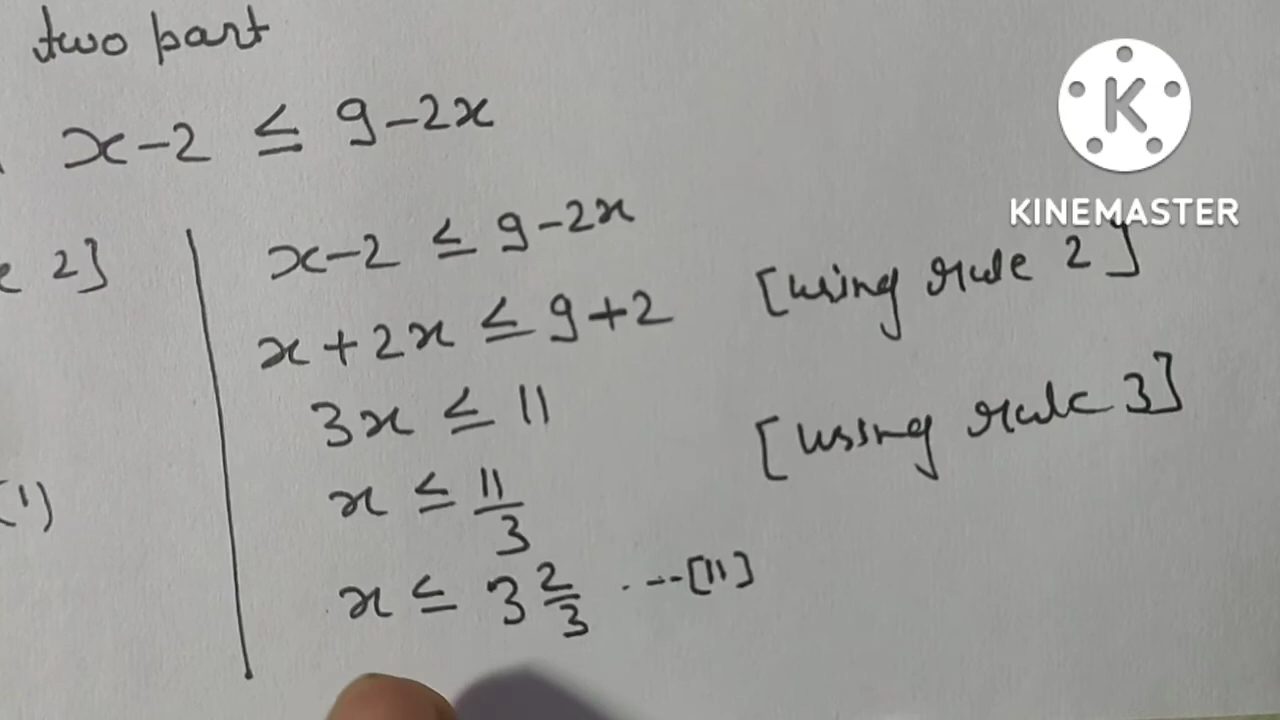 two part
x-2 ≤ 9-2x
2]
x-2 ≤ 9-2x
x+2x ≤ 9+2 [using rule 2]
3x ≤ 11
x ≤ 11/3 [using rule 3]
x ≤ 3 2/3 ---[11]
(1)
K
KINEMASTER